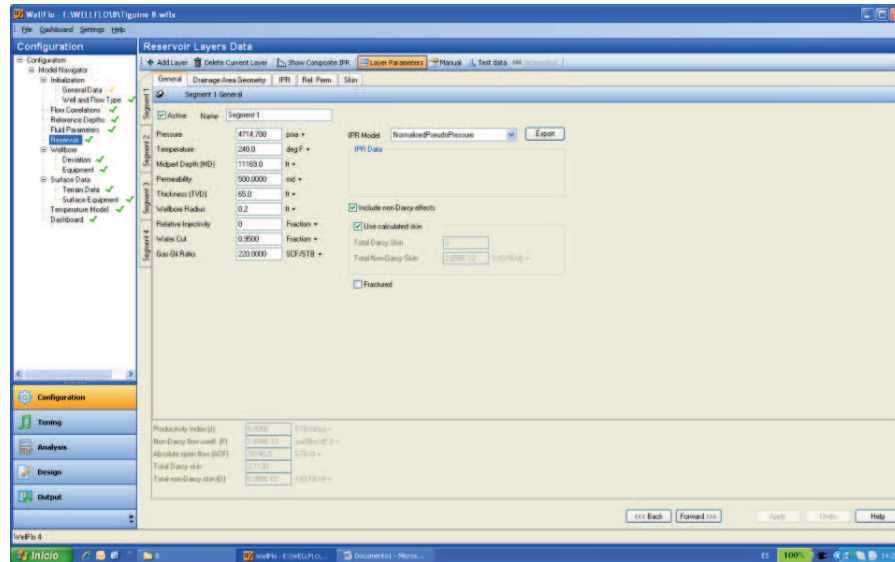 WellFlo - E:\WELLFLO\8\Tiguino 8.wflx
File Dashboard Settings Help
Configuration
Reservoir Layers Data
Add Layer Delete Current Layer Show Composite IPR Layer Parameters Manual Test data
Configuration
Model Navigator
Initialization
General Data
Well and Flow Type
Flow Correlations
Reference Depths
Fluid Parameters
Reservoir
Wellbore
Deviation
Equipment
Surface Data
Terrain Data
Surface Equipment
Temperature Model
Dashboard
Segment 1
Segment 2
Segment 3
Segment 4
General Drainage Area Geometry IPR Rel. Perm. Skin
Segment 1 General
Active Name Segment 1
Pressure 4714,700 psia
Temperature 240.0 deg F
Midperf Depth (MD) 11169.0 ft
Permeability 500.0000 md
Thickness (TVD) 65.0 ft
Wellbore Radius 0.2 ft
Relative Injectivity 0 Fraction
Water Cut 0.9500 Fraction
Gas-Oil Ratio 220.0000 SCF/STB
IPR Model NormalisedPseudoPressure Export
IPR Data
Include non-Darcy effects
Use calculated skin
Total Darcy Skin 0
Total Non-Darcy Skin
Fractured
Productivity Index (J)
Non-Darcy flow coeff. (F)
Absolute open flow (AOF)
Total Darcy skin
Total non-Darcy skin (D)
Configuration
Tuning
Analysis
Design
Output
<<< Back Forward >>> Apply Undo Help
WellFlo 4
Inicio 8 WellFlo - E:\WELLFLO... Documento1 - Micros... ES 100%